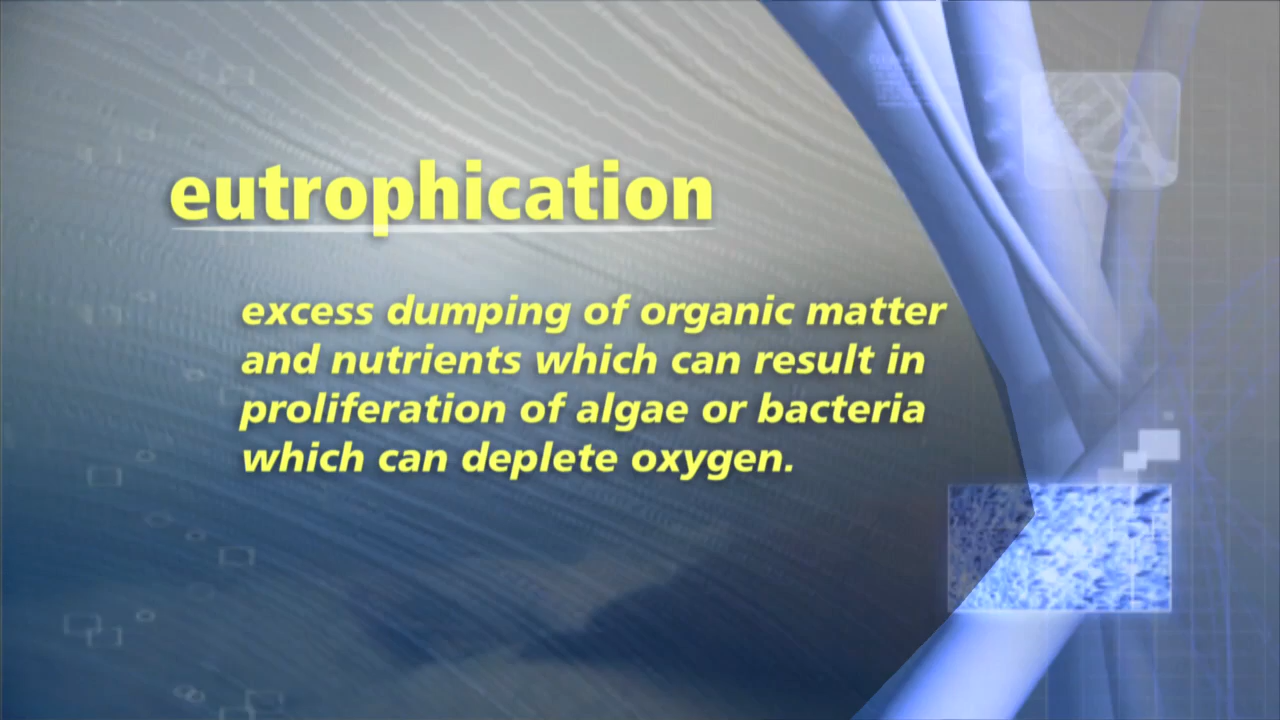 eutrophication
excess dumping of organic matter
and nutrients which can result in
proliferation of algae or bacteria
which can deplete oxygen.